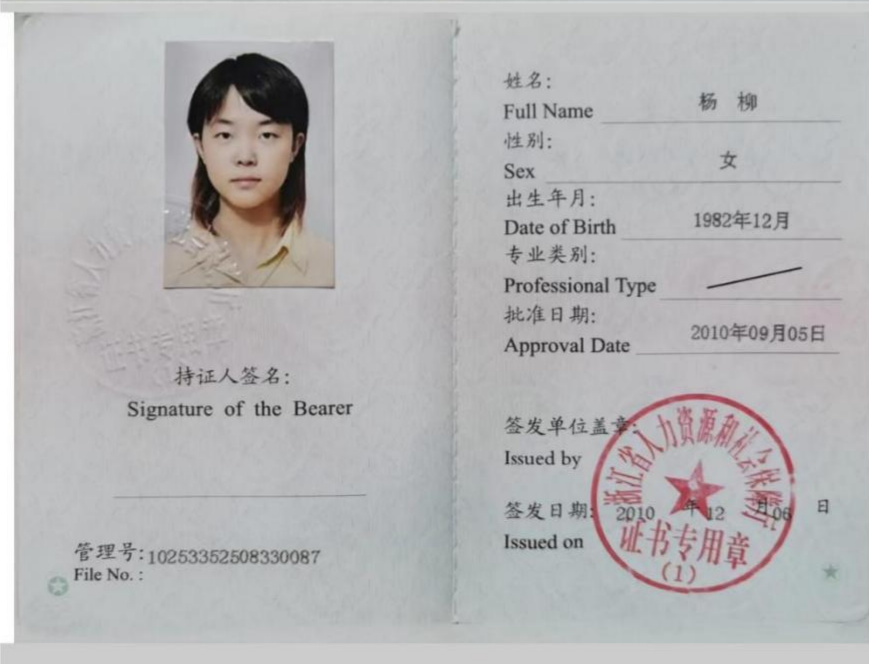 持证人签名:
Signature of the Bearer
管理号:10253352508330087
File No. :
姓名:
Full Name 杨 柳
性别:
Sex 女
出生年月:
Date of Birth 1982年12月
专业类别:
Professional Type
批准日期:
Approval Date 2010年09月05日
签发单位盖章:
Issued by
浙江省人力资源和社会保障厅
签发日期: 2010 年12 月06 日
Issued on
证书专用章
(1)